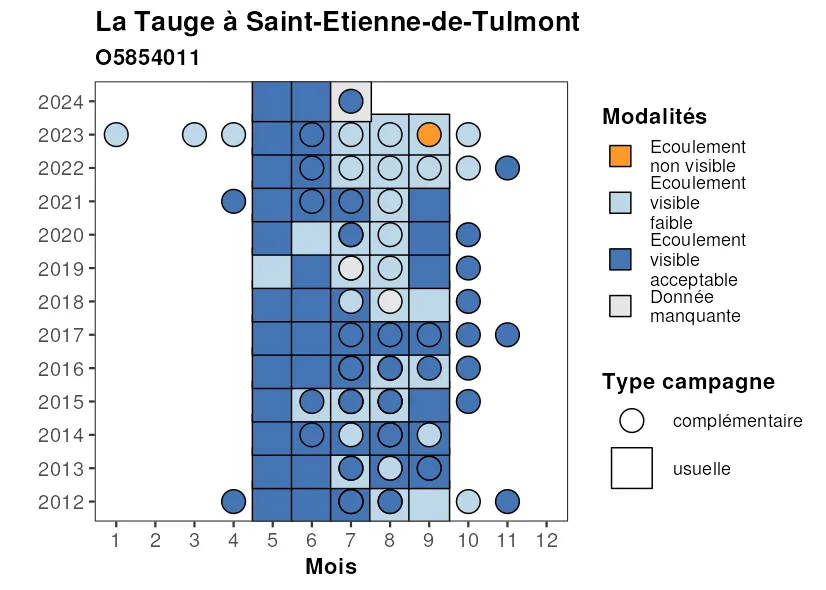 La Tauge à Saint-Etienne-de-Tulmont
O5854011
2024
2023
2022
2021
2020
2019
2018
2017
2016
2015
2014
2013
2012
1 2 3 4 5 6 7 8 9 10 11 12
Mois
Modalités
Ecoulement
non visible
Ecoulement
visible
faible
Ecoulement
visible
acceptable
Donnée
manquante
Type campagne
complémentaire
usuelle